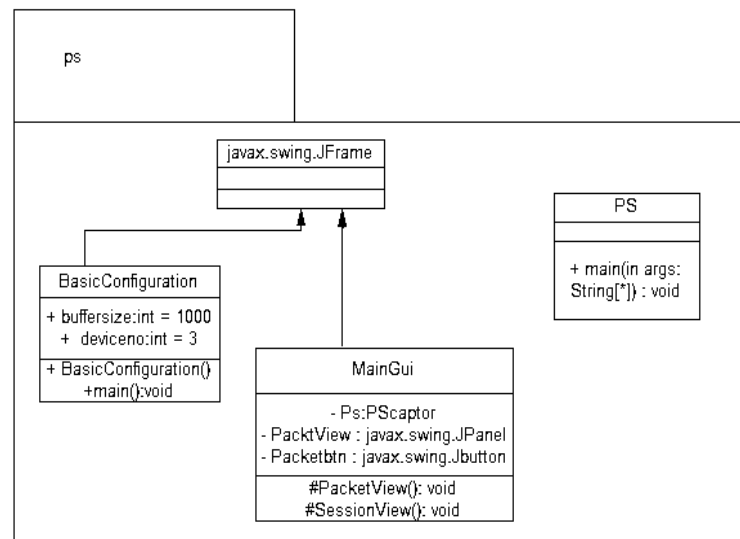 ps
javax.swing.JFrame
PS
+ main(in args:
String[*]) : void
BasicConfiguration
+ buffersize:int = 1000
+ deviceno:int = 3
+ BasicConfiguration()
+main():void
MainGui
- Ps:PScaptor
- PacktView : javax.swing.JPanel
- Packetbtn : javax.swing.Jbutton
#PacketView(): void
#SessionView(): void